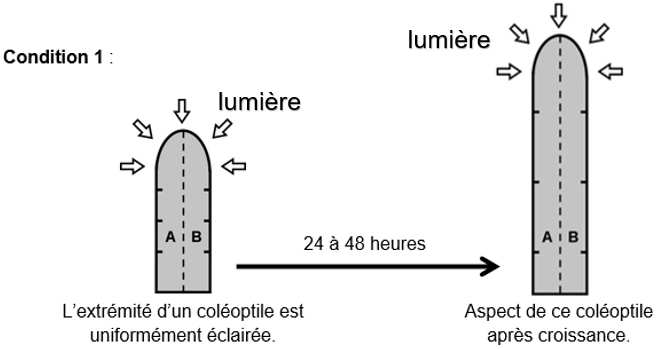 Condition 1 :
lumière
A B
L’extrémité d’un coléoptile est
uniformément éclairée.
24 à 48 heures
lumière
A B
Aspect de ce coléoptile
après croissance.